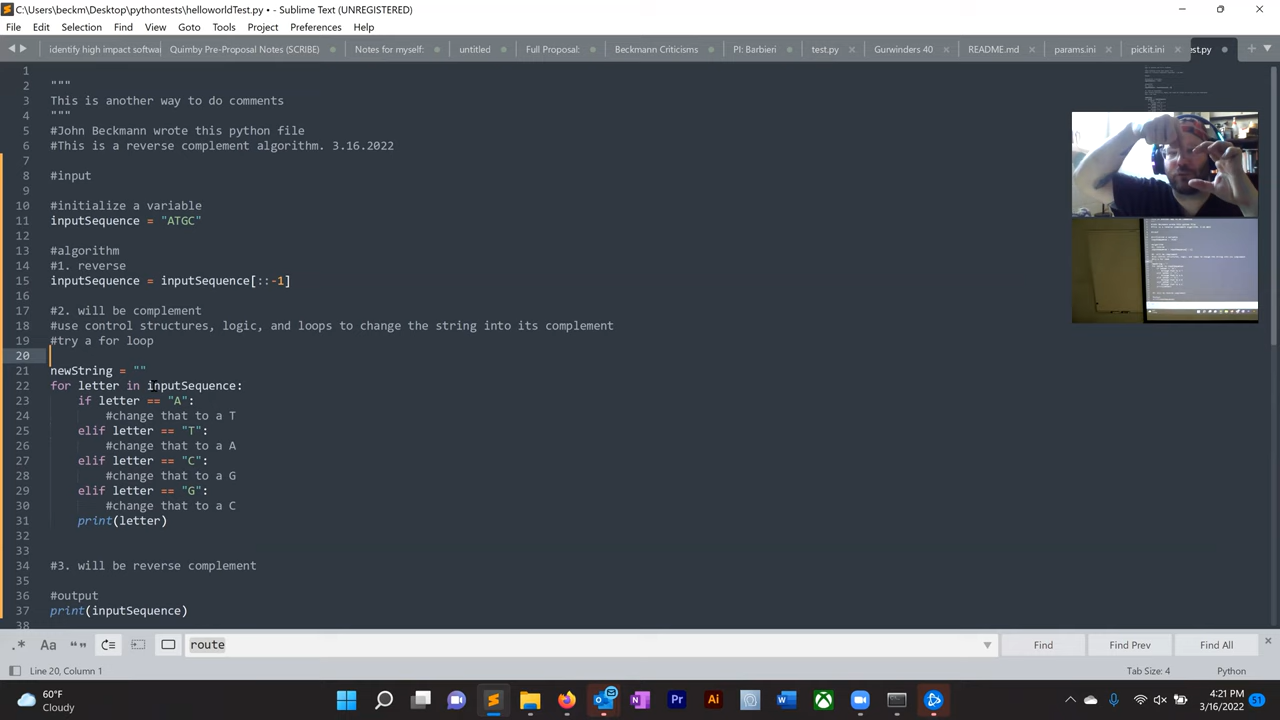 C:\Users\beckm\Desktop\pythontests\helloworldTest.py • - Sublime Text (UNREGISTERED)
File Edit Selection Find View Goto Tools Project Preferences Help
identify high impact softwa Quimby Pre-Proposal Notes (SCRIBE) Notes for myself: untitled Full Proposal: Beckmann Criticisms PI: Barbieri test.py Gurwinders 40 README.md params.ini pickit.ini est.py
1
2 """
3 This is another way to do comments
4 """
5 #John Beckmann wrote this python file
6 #This is a reverse complement algorithm. 3.16.2022
7
8 #input
9
10 #initialize a variable
11 inputSequence = "ATGC"
12
13 #algorithm
14 #1. reverse
15 inputSequence = inputSequence[::-1]
16
17 #2. will be complement
18 #use control structures, logic, and loops to change the string into its complement
19 #try a for loop
20
21 newString = ""
22 for letter in inputSequence:
23 if letter == "A":
24 #change that to a T
25 elif letter == "T":
26 #change that to a A
27 elif letter == "C":
28 #change that to a G
29 elif letter == "G":
30 #change that to a C
31 print(letter)
32
33
34 #3. will be reverse complement
35
36 #output
37 print(inputSequence)
38
.* Aa “ ” route Find Find Prev Find All
Line 20, Column 1 Tab Size: 4 Python
60°F
Cloudy
Pr Ai
4:21 PM
3/16/2022
51